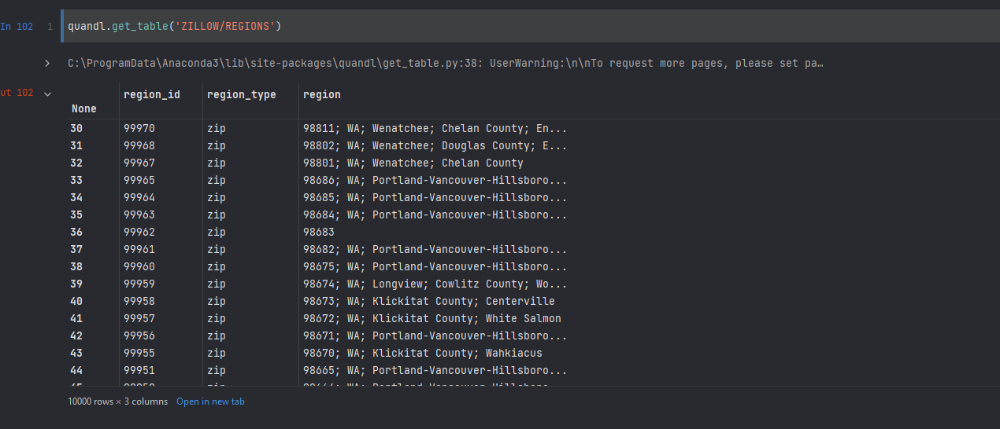 In 102 1 quandl.get_table('ZILLOW/REGIONS')
C:\ProgramData\Anaconda3\lib\site-packages\quandl\get_table.py:38: UserWarning:\n\nTo request more pages, please set pa…
ut 102
region_id region_type region
None
30 99970 zip 98811; WA; Wenatchee; Chelan County; En...
31 99968 zip 98802; WA; Wenatchee; Douglas County; E...
32 99967 zip 98801; WA; Wenatchee; Chelan County
33 99965 zip 98686; WA; Portland-Vancouver-Hillsboro...
34 99964 zip 98685; WA; Portland-Vancouver-Hillsboro...
35 99963 zip 98684; WA; Portland-Vancouver-Hillsboro...
36 99962 zip 98683
37 99961 zip 98682; WA; Portland-Vancouver-Hillsboro...
38 99960 zip 98675; WA; Portland-Vancouver-Hillsboro...
39 99959 zip 98674; WA; Longview; Cowlitz County; Wo...
40 99958 zip 98673; WA; Klickitat County; Centerville
41 99957 zip 98672; WA; Klickitat County; White Salmon
42 99956 zip 98671; WA; Portland-Vancouver-Hillsboro...
43 99955 zip 98670; WA; Klickitat County; Wahkiacus
44 99951 zip 98665; WA; Portland-Vancouver-Hillsboro...
10000 rows × 3 columns Open in new tab